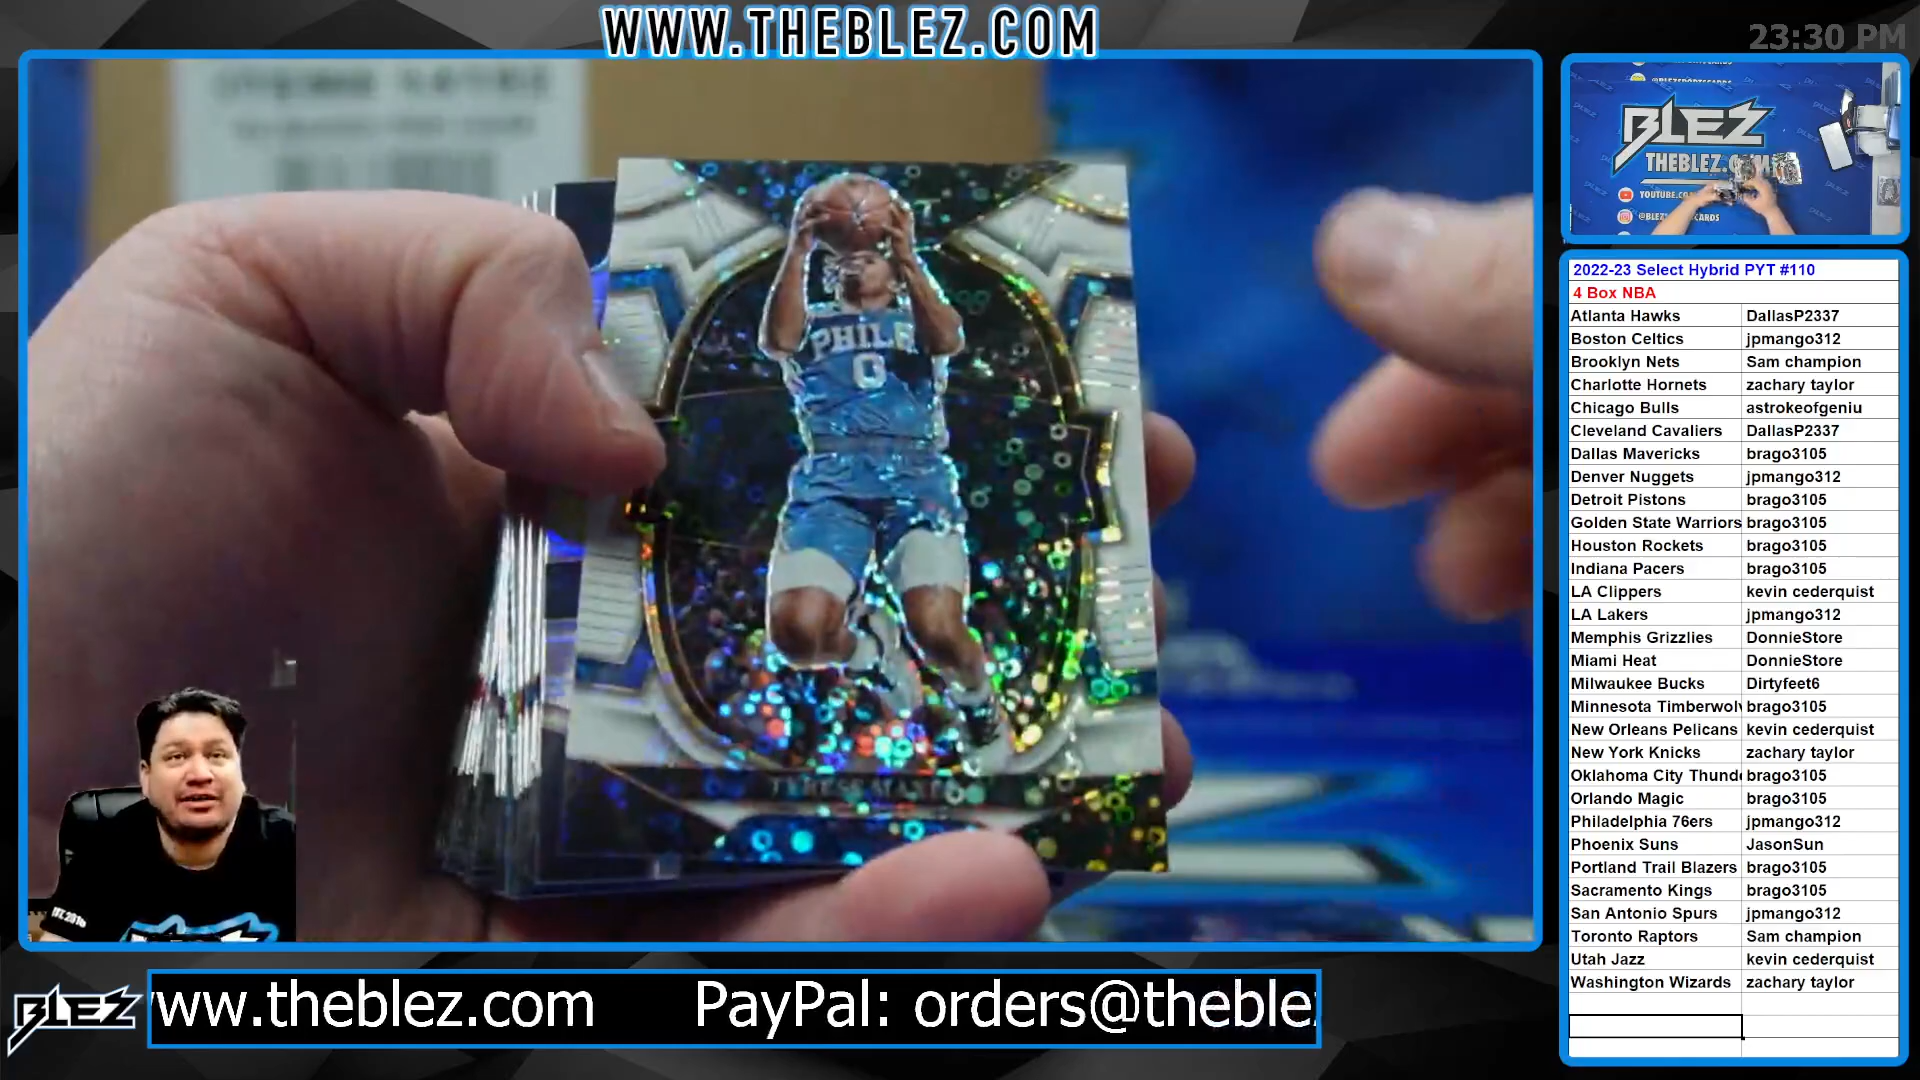 WWW.THEBLEZ.COM
23:30 PM
BLEZ
THEBLEZ.
PHILA
0
TYRESE MAXEY
2022-23 Select Hybrid PYT #110
4 Box NBA
Atlanta Hawks DallasP2337
Boston Celtics jpmango312
Brooklyn Nets Sam champion
Charlotte Hornets zachary taylor
Chicago Bulls astrokeofgeniu
Cleveland Cavaliers DallasP2337
Dallas Mavericks brago3105
Denver Nuggets jpmango312
Detroit Pistons brago3105
Golden State Warriors brago3105
Houston Rockets brago3105
Indiana Pacers brago3105
LA Clippers kevin cederquist
LA Lakers jpmango312
Memphis Grizzlies DonnieStore
Miami Heat DonnieStore
Milwaukee Bucks Dirtyfeet6
Minnesota Timberwolv brago3105
New Orleans Pelicans kevin cederquist
New York Knicks zachary taylor
Oklahoma City Thund brago3105
Orlando Magic brago3105
Philadelphia 76ers jpmango312
Phoenix Suns JasonSun
Portland Trail Blazers brago3105
Sacramento Kings brago3105
San Antonio Spurs jpmango312
Toronto Raptors Sam champion
Utah Jazz kevin cederquist
Washington Wizards zachary taylor
BLEZ
ww.theblez.com PayPal: orders@theble